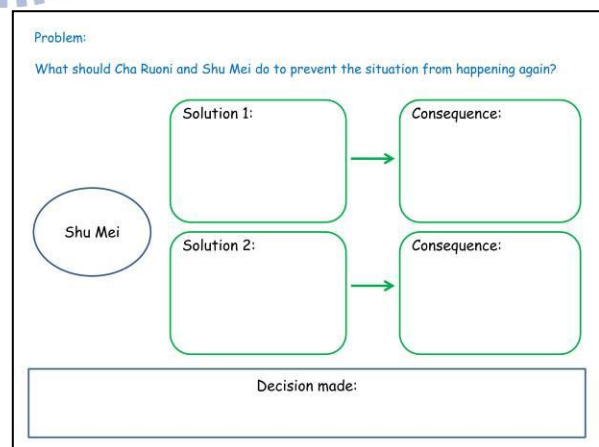 Problem:
What should Cha Ruoni and Shu Mei do to prevent the situation from happening again?
Solution 1:
Consequence:
Shu Mei
Solution 2:
Consequence:
Decision made: